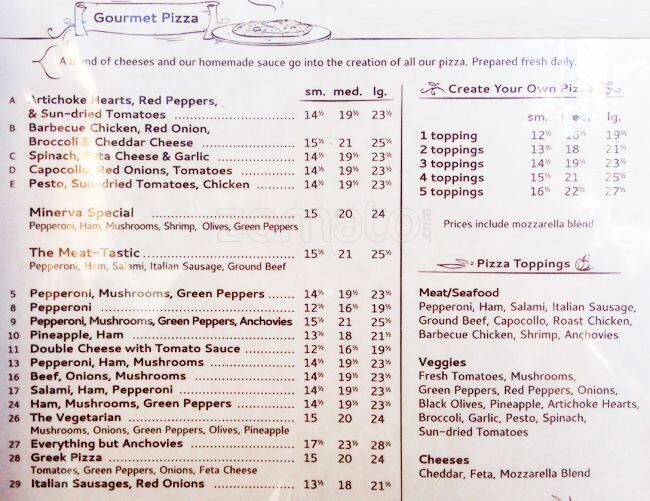 Gourmet Pizza
A blend of cheeses and our homemade sauce go into the creation of all our pizza. Prepared fresh daily.
sm. med. lg.
A Artichoke Hearts, Red Peppers,
& Sun-dried Tomatoes 14½ 19½ 23½
B Barbecue Chicken, Red Onion,
Broccoli & Cheddar Cheese 15½ 21 25½
C Spinach, Feta Cheese & Garlic 14½ 19½ 23½
D Capocollo, Red Onions, Tomatoes 14½ 19½ 23½
E Pesto, Sun-dried Tomatoes, Chicken 14½ 19½ 23½
Minerva Special 15 20 24
Pepperoni, Ham, Mushrooms, Shrimp, Olives, Green Peppers
The Meat-Tastic 15½ 21 25½
Pepperoni, Ham, Salami, Italian Sausage, Ground Beef
5 Pepperoni, Mushrooms, Green Peppers 14½ 19½ 23½
8 Pepperoni 12½ 16½ 19½
9 Pepperoni, Mushrooms, Green Peppers, Anchovies 15½ 21 25½
10 Pineapple, Ham 13½ 18 21½
11 Double Cheese with Tomato Sauce 12½ 16½ 19½
13 Pepperoni, Ham, Mushrooms 14½ 19½ 23½
16 Beef, Onions, Mushrooms 14½ 19½ 23½
17 Salami, Ham, Pepperoni 14½ 19½ 23½
24 Ham, Mushrooms, Green Peppers 14½ 19½ 23½
26 The Vegetarian 15 20 24
Mushrooms, Onions, Green Peppers, Olives, Pineapple
27 Everything but Anchovies 17½ 23½ 28½
28 Greek Pizza 15 20 24
Tomatoes, Green Peppers, Onions, Feta Cheese
29 Italian Sausages, Red Onions 13½ 18 21½
Create Your Own Pizza
sm. med. lg.
1 topping 12½ 16½ 19½
2 toppings 13½ 18 21½
3 toppings 14½ 19½ 23½
4 toppings 15½ 21 25½
5 toppings 16½ 22½ 27½
Prices include mozzarella blend.
Pizza Toppings
Meat/Seafood
Pepperoni, Ham, Salami, Italian Sausage,
Ground Beef, Capocollo, Roast Chicken,
Barbecue Chicken, Shrimp, Anchovies
Veggies
Fresh Tomatoes, Mushrooms,
Green Peppers, Red Peppers, Onions,
Black Olives, Pineapple, Artichoke Hearts,
Broccoli, Garlic, Pesto, Spinach,
Sun-dried Tomatoes
Cheeses
Cheddar, Feta, Mozzarella Blend
zomato.com